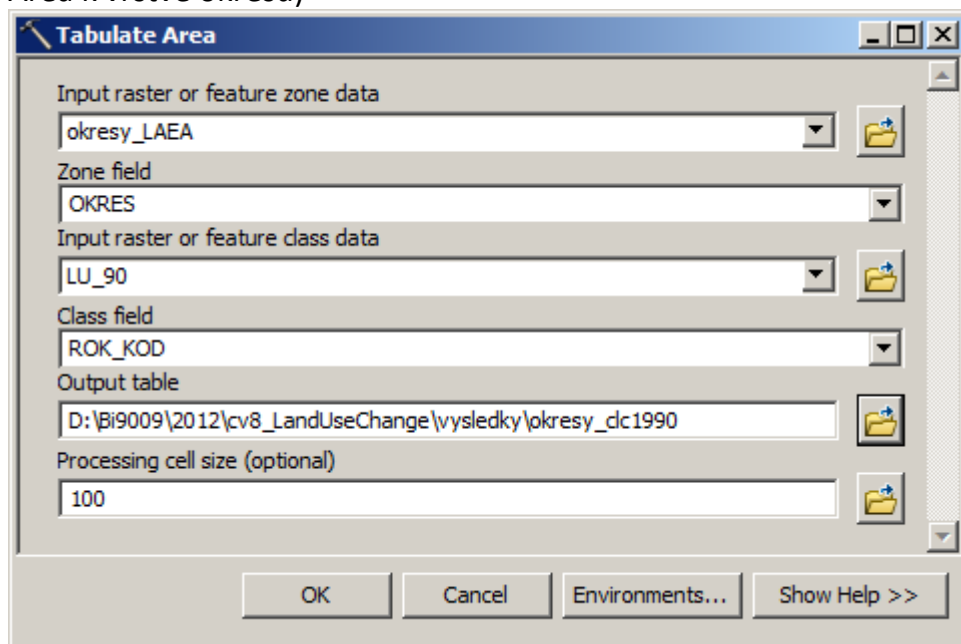 Tabulate Area
Input raster or feature zone data
okresy_LAEA
Zone field
OKRES
Input raster or feature class data
LU_90
Class field
ROK_KOD
Output table
D:\Bi9009\2012\cv8_LandUseChange\vysledky\okresy_clc1990
Processing cell size (optional)
100
OK Cancel Environments... Show Help >>